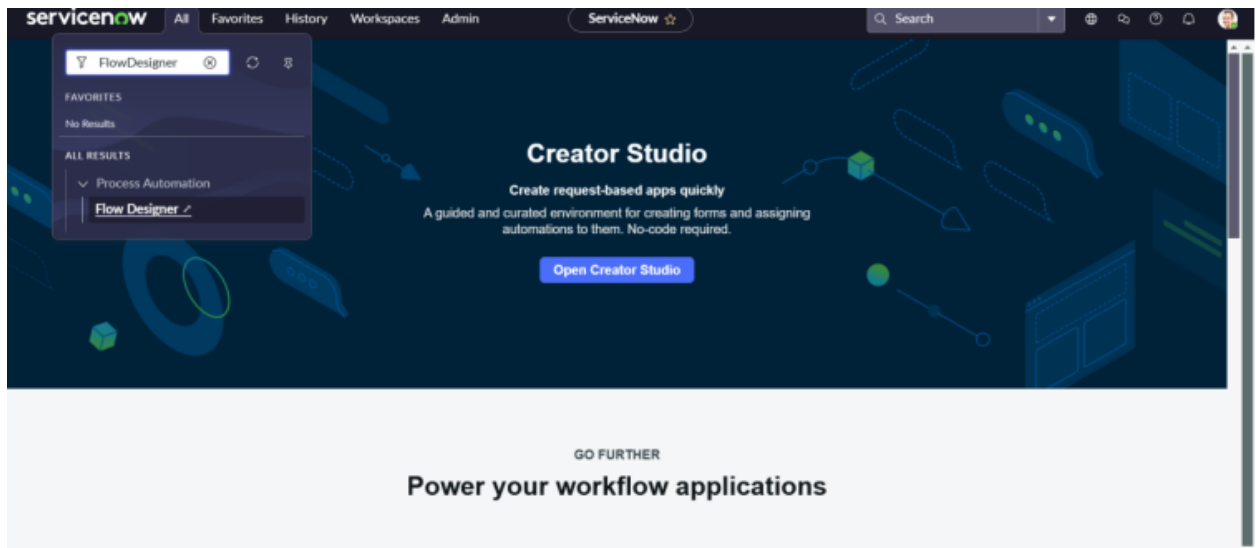 servicenow All Favorites History Workspaces Admin ServiceNow Search
FlowDesigner
FAVORITES
No Results
ALL RESULTS
Process Automation
Flow Designer
Creator Studio
Create request-based apps quickly
A guided and curated environment for creating forms and assigning
automations to them. No-code required.
Open Creator Studio
GO FURTHER
Power your workflow applications